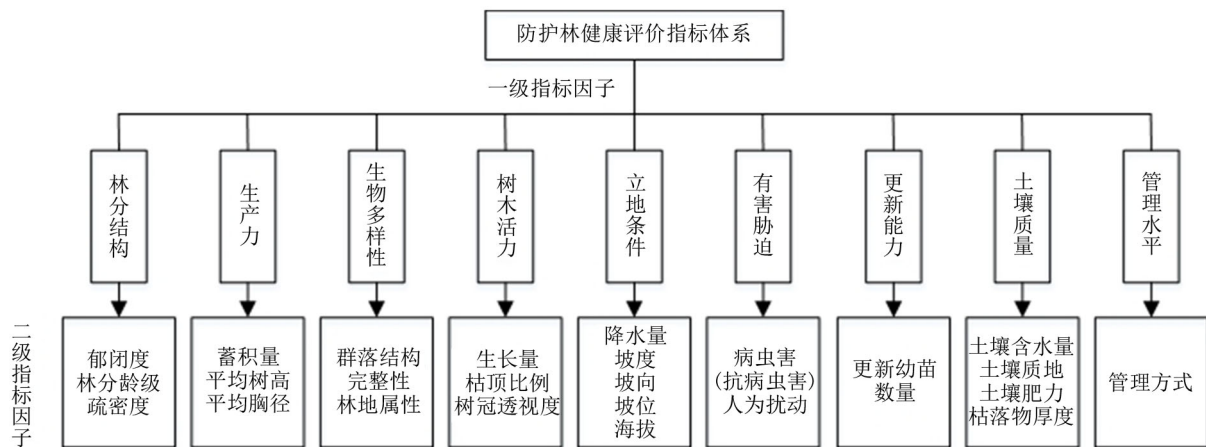 防护林健康评价指标体系
一级指标因子
林分结构
生产力
生物多样性
树木活力
立地条件
有害胁迫
更新能力
土壤质量
管理水平
二级指标因子
郁闭度
林分龄级
疏密度
蓄积量
平均树高
平均胸径
群落结构
完整性
林地属性
生长量
枯顶比例
树冠透视度
降水量
坡度
坡向
坡位
海拔
病虫害
(抗病虫害)
人为扰动
更新幼苗
数量
土壤含水量
土壤质地
土壤肥力
枯落物厚度
管理方式